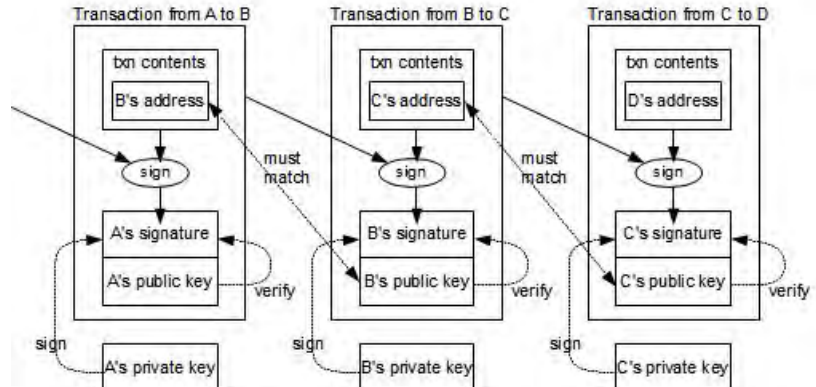 Transaction from A to B
txn contents
B's address
sign
A's signature
A's public key
verify
sign
A's private key
must
match
Transaction from B to C
txn contents
C's address
sign
B's signature
B's public key
verify
sign
B's private key
must
match
Transaction from C to D
txn contents
D's address
sign
C's signature
C's public key
verify
sign
C's private key